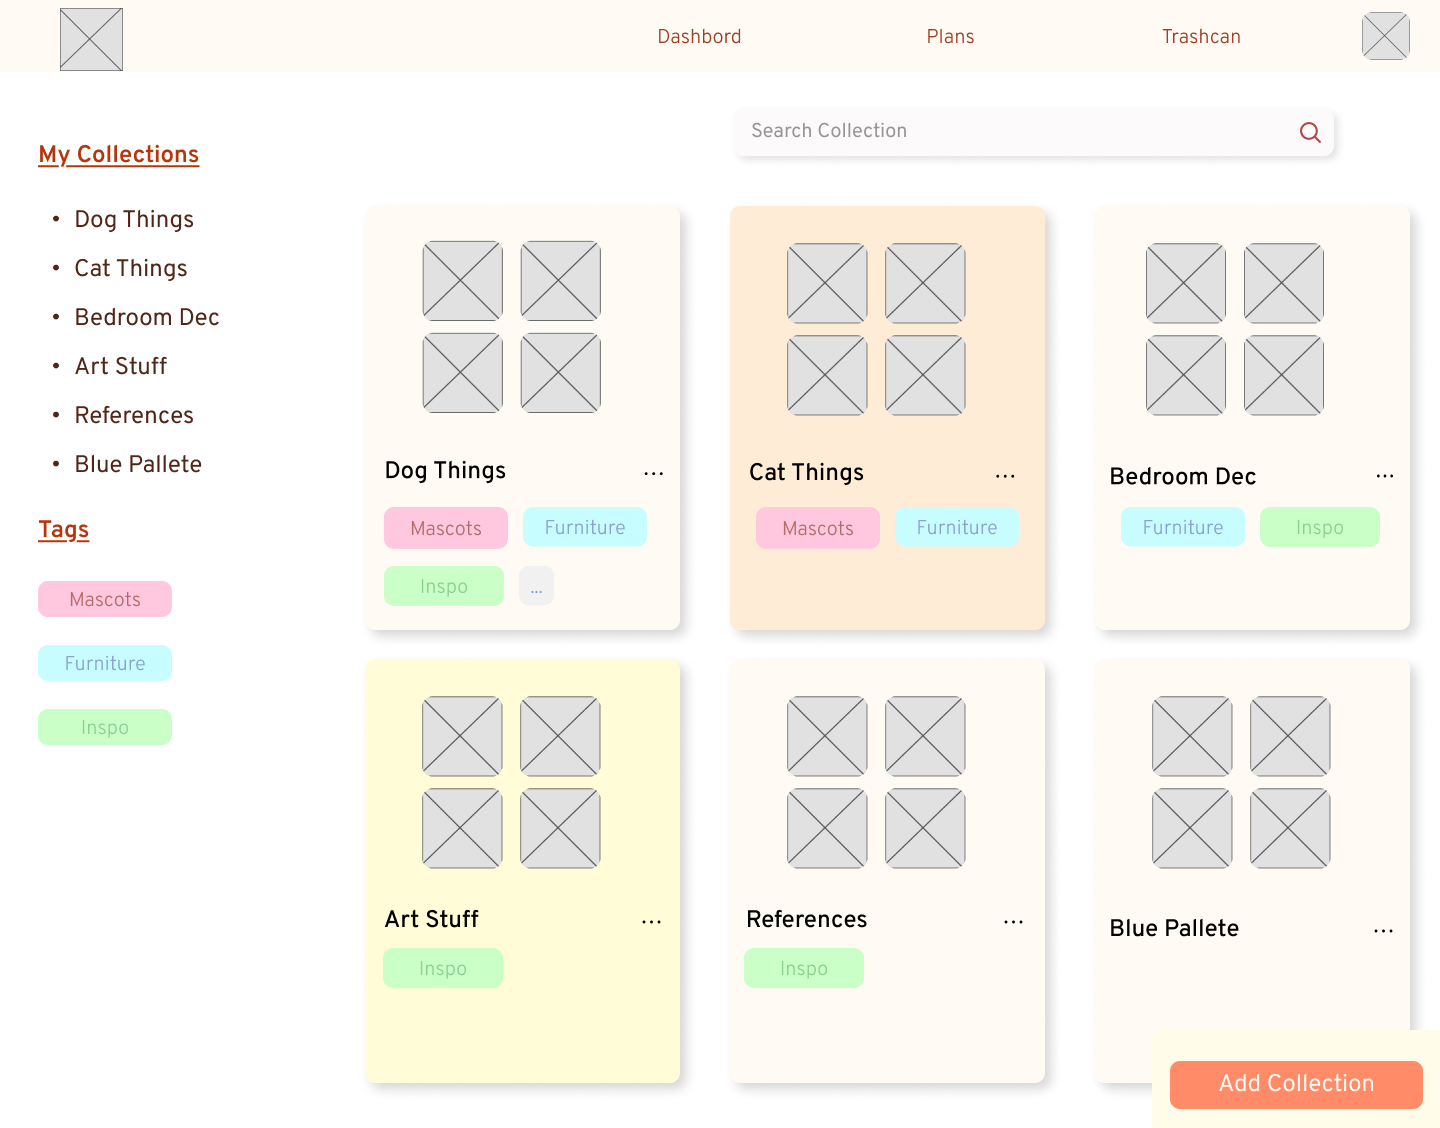 Dashbord
Plans
Trashcan
Search Collection
My Collections
• Dog Things
• Cat Things
• Bedroom Dec
• Art Stuff
• References
• Blue Pallete
Tags
Mascots
Furniture
Inspo
Dog Things ...
Mascots Furniture
Inspo ...
Cat Things ...
Mascots Furniture
Bedroom Dec ...
Furniture Inspo
Art Stuff ...
Inspo
References ...
Inspo
Blue Pallete ...
Add Collection